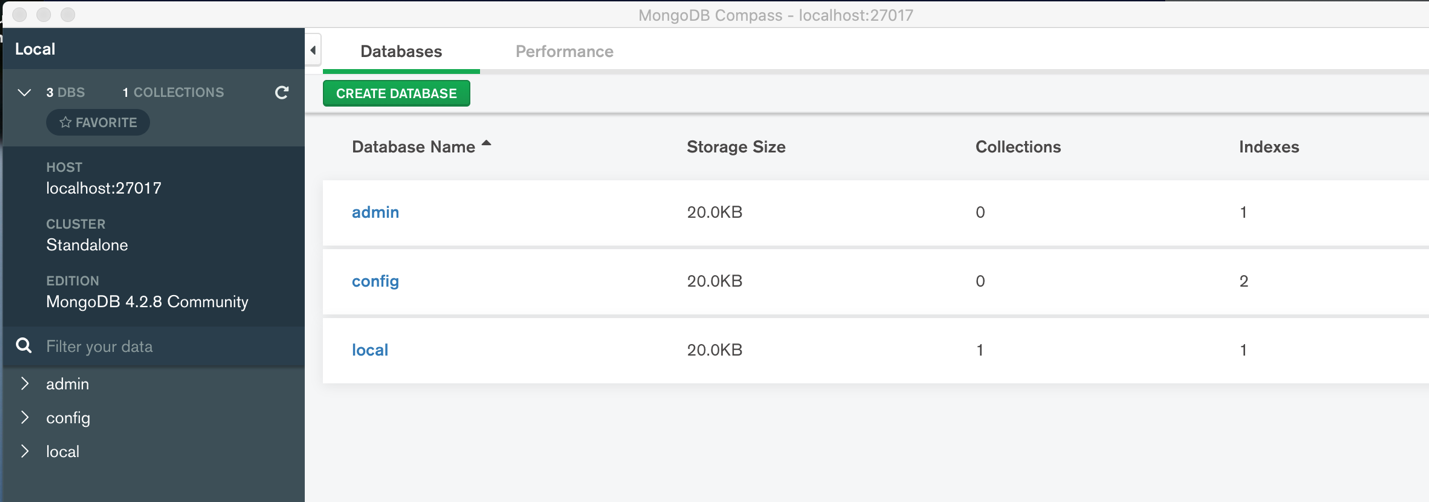 MongoDB Compass - localhost:27017
Local
3 DBS 1 COLLECTIONS
FAVORITE
HOST
localhost:27017
CLUSTER
Standalone
EDITION
MongoDB 4.2.8 Community
Filter your data
admin
config
local
Databases Performance
CREATE DATABASE
Database Name Storage Size Collections Indexes
admin 20.0KB 0 1
config 20.0KB 0 2
local 20.0KB 1 1